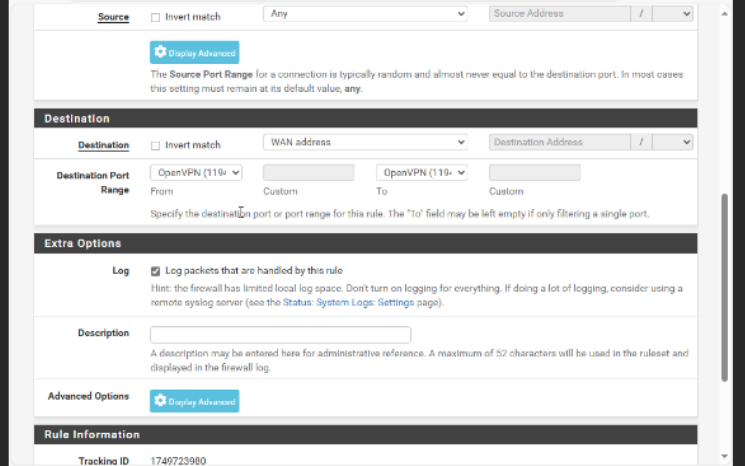 Source
Invert match
Any
Source Address
/
Display Advanced
The Source Port Range for a connection is typically random and almost never equal to the destination port. In most cases
this setting must remain at its default value, any.
Destination
Destination
Invert match
WAN address
Destination Address
/
Destination Port
Range
OpenVPN (119
OpenVPN (119
From
Custom
To
Custom
Specify the destination port or port range for this rule. The "To" field may be left empty if only filtering a single port.
Extra Options
Log
Log packets that are handled by this rule
Hint: the firewall has limited local log space. Don't turn on logging for everything. If doing a lot of logging, consider using a
remote syslog server (see the Status: System Logs: Settings page).
Description
A description may be entered here for administrative reference. A maximum of 52 characters will be used in the ruleset and
displayed in the firewall log.
Advanced Options
Display Advanced
Rule Information
Tracking ID
1749723980